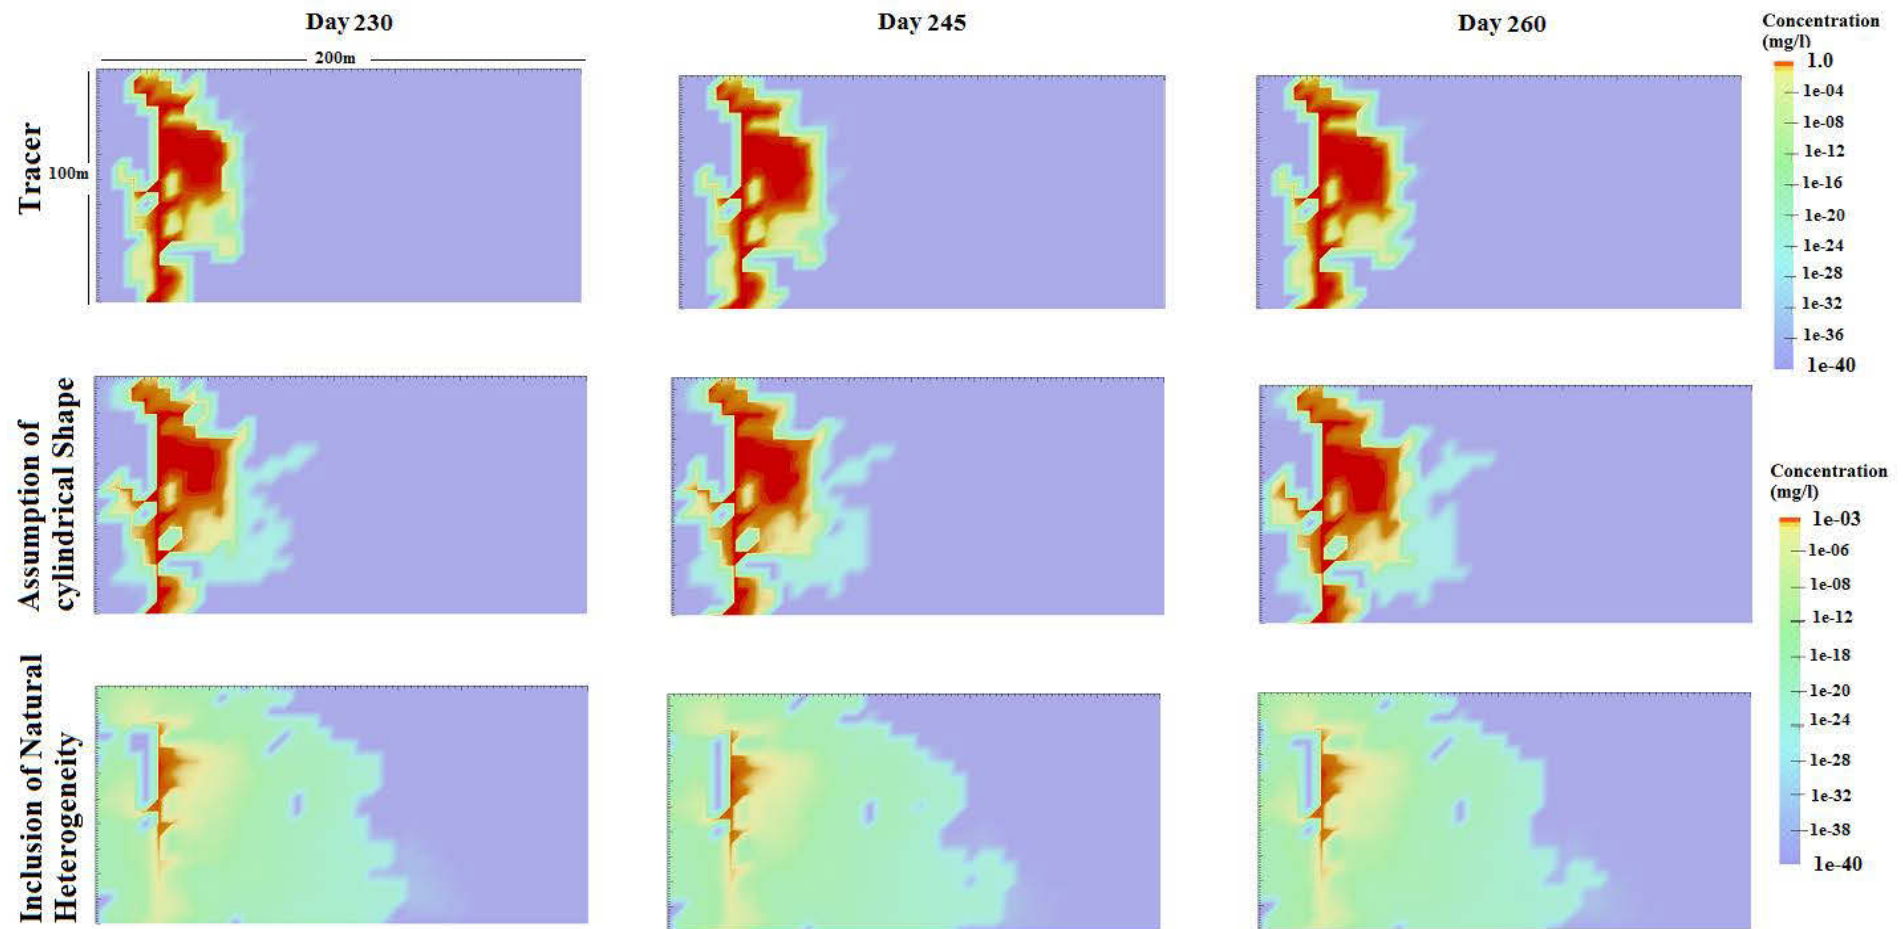 Day 230
Day 245
Day 260
Concentration
(mg/l)
200m
1.0
1e-04
1e-08
1e-12
1e-16
1e-20
1e-24
1e-28
1e-32
1e-36
1e-40
Tracer
100m
Assumption of
cylindrical Shape
Concentration
(mg/l)
1e-03
1e-06
1e-08
1e-12
1e-18
1e-20
1e-24
1e-28
1e-32
1e-38
1e-40
Inclusion of Natural
Heterogeneity